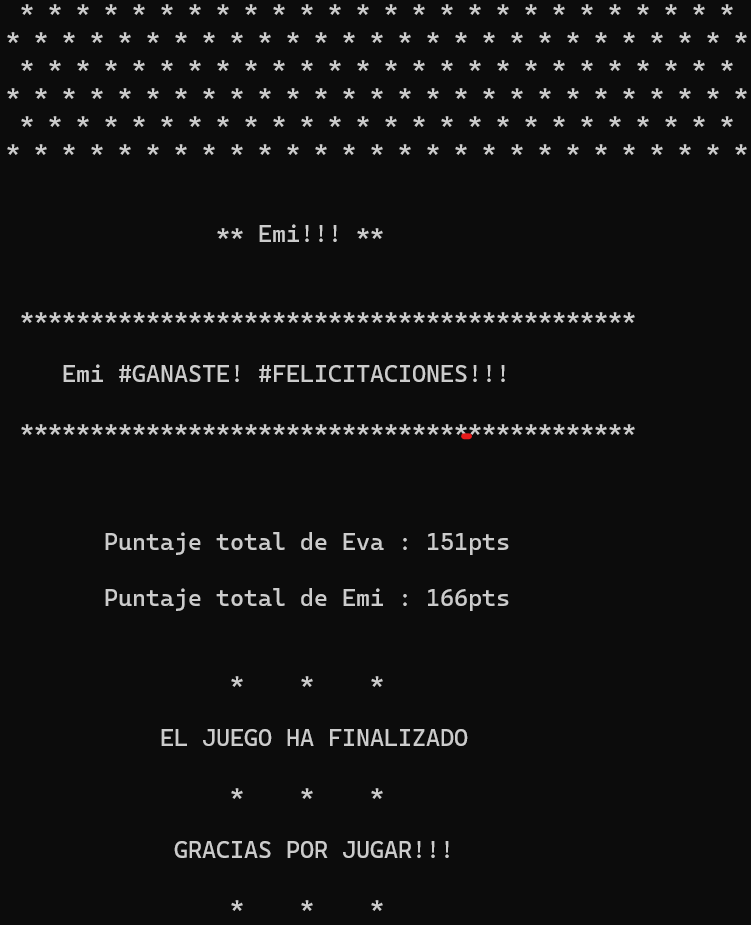 * * * * * * * * * * * * * * * * * * * * * * * * * *
* * * * * * * * * * * * * * * * * * * * * * * * * * *
* * * * * * * * * * * * * * * * * * * * * * * * * *
* * * * * * * * * * * * * * * * * * * * * * * * * * *
* * * * * * * * * * * * * * * * * * * * * * * * * *
* * * * * * * * * * * * * * * * * * * * * * * * * * *
** Emi!!! **
********************************************
Emi #GANASTE! #FELICITACIONES!!!
********************************************
Puntaje total de Eva : 151pts
Puntaje total de Emi : 166pts
* * *
EL JUEGO HA FINALIZADO
* * *
GRACIAS POR JUGAR!!!
* * *